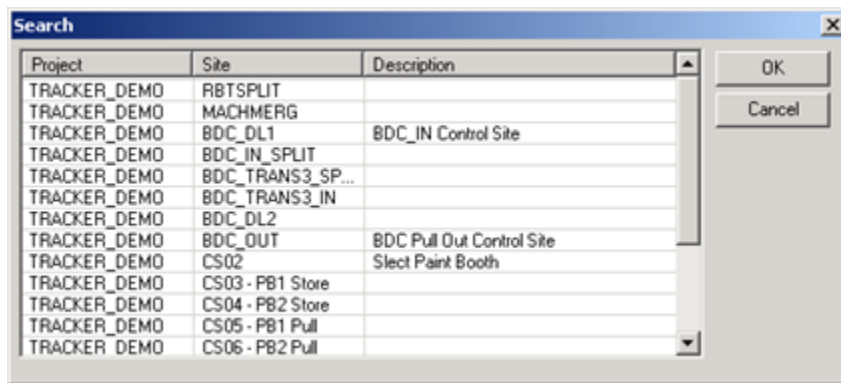 Search
Project Site Description
TRACKER_DEMO RBTSPLIT
TRACKER_DEMO MACHMERG
TRACKER_DEMO BDC_DL1 BDC_IN Control Site
TRACKER_DEMO BDC_IN_SPLIT
TRACKER_DEMO BDC_TRANS3_SP...
TRACKER_DEMO BDC_TRANS3_IN
TRACKER_DEMO BDC_DL2
TRACKER_DEMO BDC_OUT BDC Pull Out Control Site
TRACKER_DEMO CS02 Slect Paint Booth
TRACKER_DEMO CS03 - PB1 Store
TRACKER_DEMO CS04 - PB2 Store
TRACKER_DEMO CS05 - PB1 Pull
TRACKER_DEMO CS06 - PB2 Pull
OK
Cancel